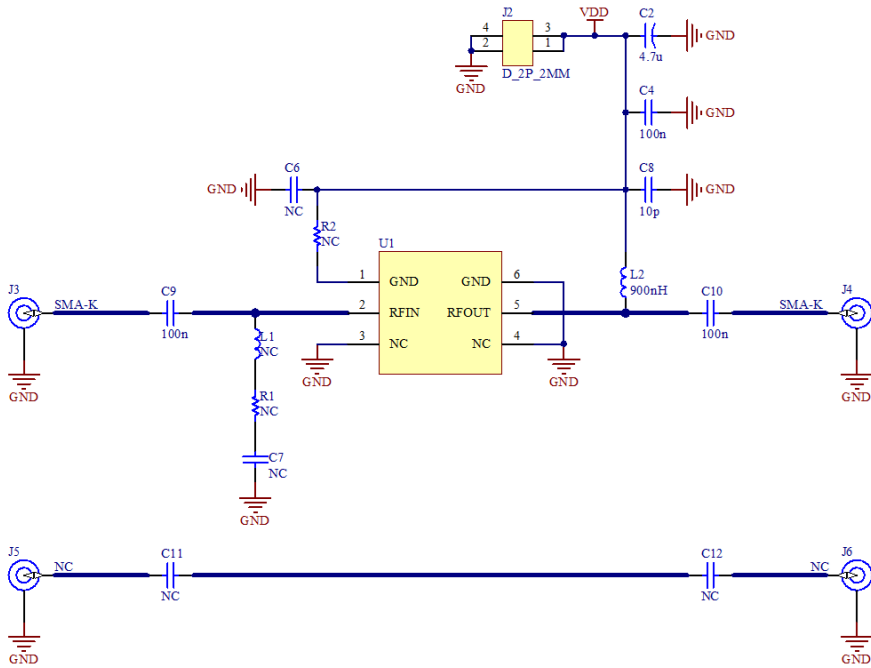 J2
VDD
C2
4
3
GND
2
1
4.7u
GND
D_2P_2MM
C4
GND
100n
C6
C8
GND
GND
NC
10p
R2
NC
U1
1
GND
GND
6
L2
900nH
J3
C9
C10
J4
SMA-K
2
RFIN
RFOUT
5
SMA-K
100n
100n
L1
NC
3
NC
NC
4
GND
GND
GND
GND
R1
NC
C7
NC
GND
J5
C11
C12
J6
NC
NC
NC
NC
GND
GND